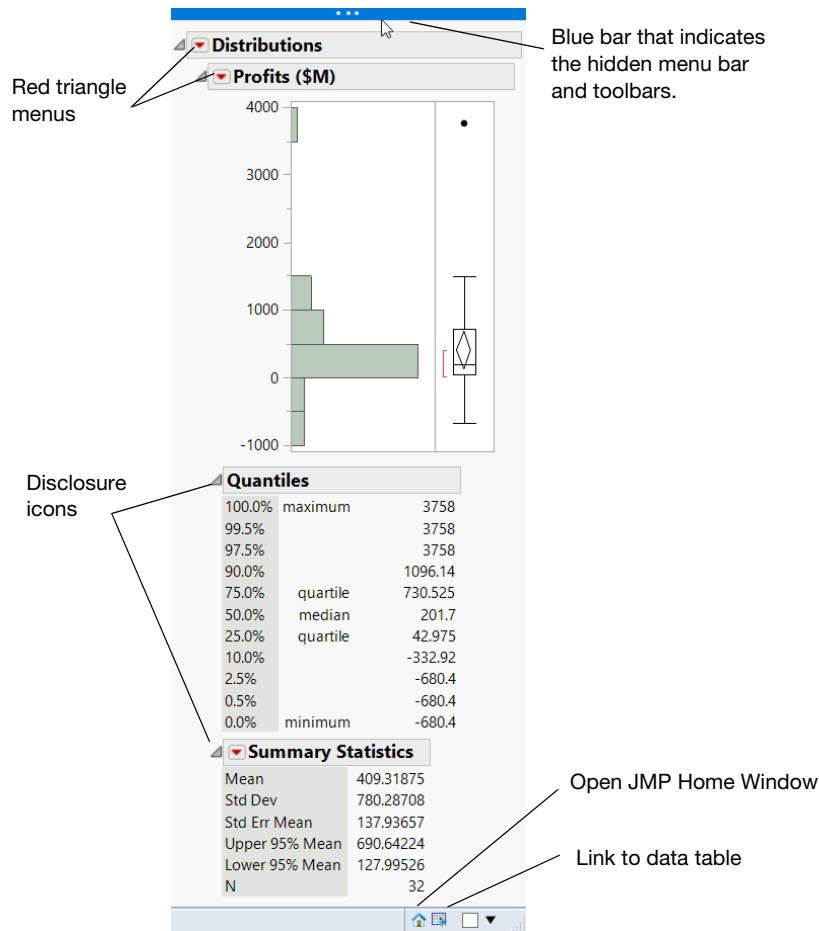 Blue bar that indicates
the hidden menu bar
and toolbars.
Distributions
Profits ($M)
Red triangle
menus
4000
3000
2000
1000
0
-1000
Disclosure
icons
Quantiles
100.0% maximum 3758
99.5% 3758
97.5% 3758
90.0% 1096.14
75.0% quartile 730.525
50.0% median 201.7
25.0% quartile 42.975
10.0% -332.92
2.5% -680.4
0.5% -680.4
0.0% minimum -680.4
Summary Statistics
Mean 409.31875
Std Dev 780.28708
Std Err Mean 137.93657
Upper 95% Mean 690.64224
Lower 95% Mean 127.99526
N 32
Open JMP Home Window
Link to data table